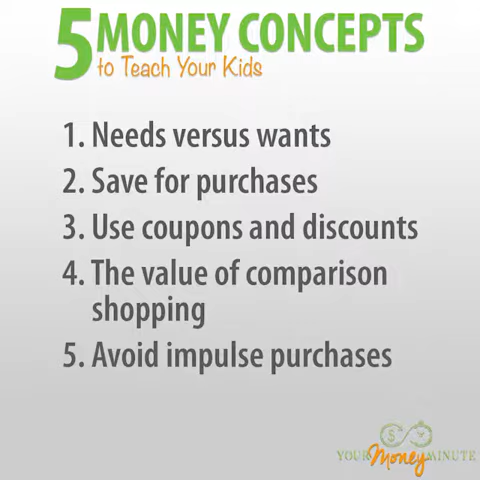 5 MONEY CONCEPTS
to Teach Your Kids
1. Needs versus wants
2. Save for purchases
3. Use coupons and discounts
4. The value of comparison
shopping
5. Avoid impulse purchases
YOUR Money MINUTE